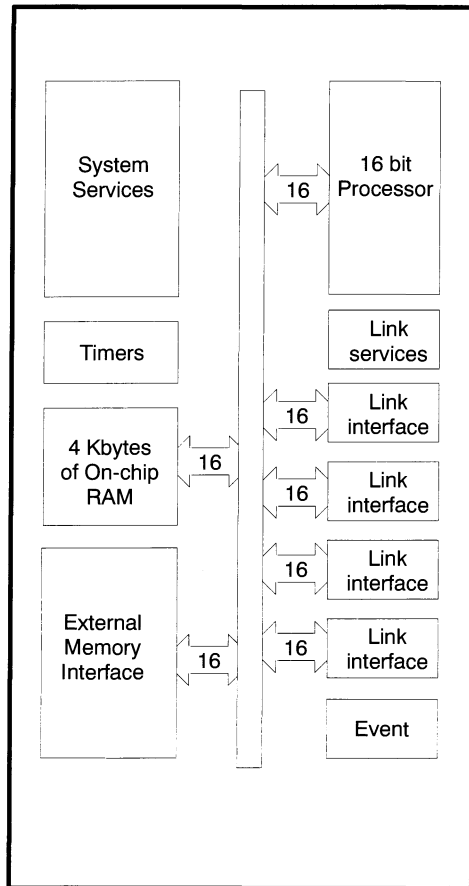 System
Services
16
16 bit
Processor
Timers
Link
services
4 Kbytes
of On-chip
RAM
16
16
Link
interface
16
Link
interface
External
Memory
Interface
16
16
Link
interface
16
Link
interface
Event